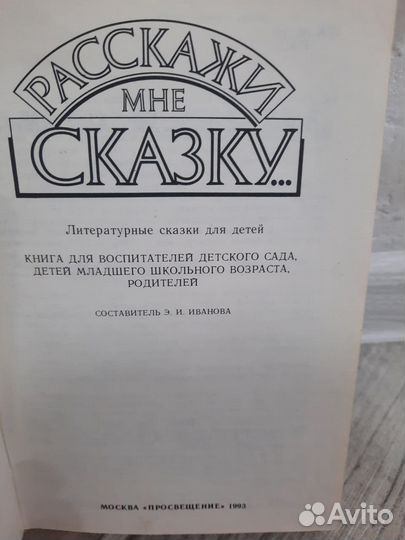 РАССКАЖИ
МНЕ
СКАЗКУ...
Литературные сказки для детей
КНИГА ДЛЯ ВОСПИТАТЕЛЕЙ ДЕТСКОГО САДА,
ДЕТЕЙ МЛАДШЕГО ШКОЛЬНОГО ВОЗРАСТА,
РОДИТЕЛЕЙ
СОСТАВИТЕЛЬ Э. И. ИВАНОВА
МОСКВА «ПРОСВЕЩЕНИЕ» 1993
Avito